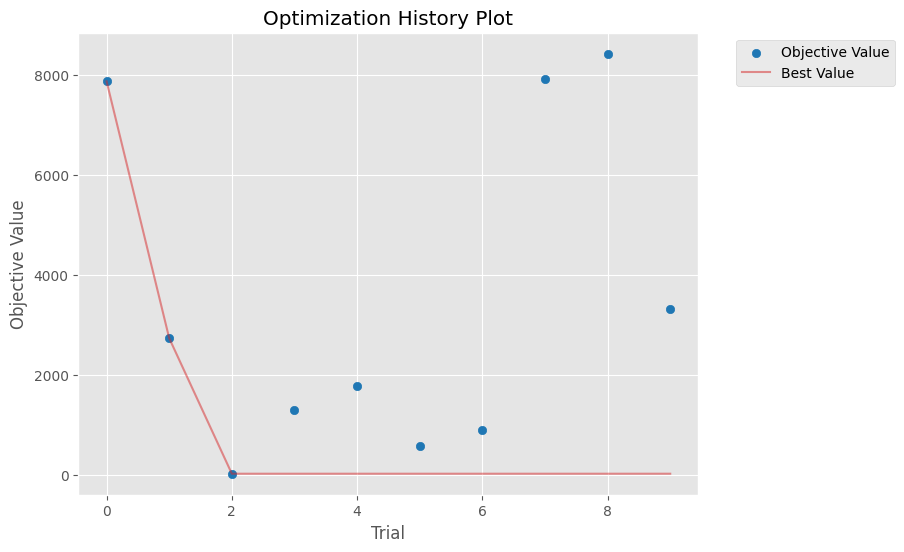 Optimization History Plot
Objective Value
Best Value
Objective Value
8000
6000
4000
2000
0
0 2 4 6 8
Trial